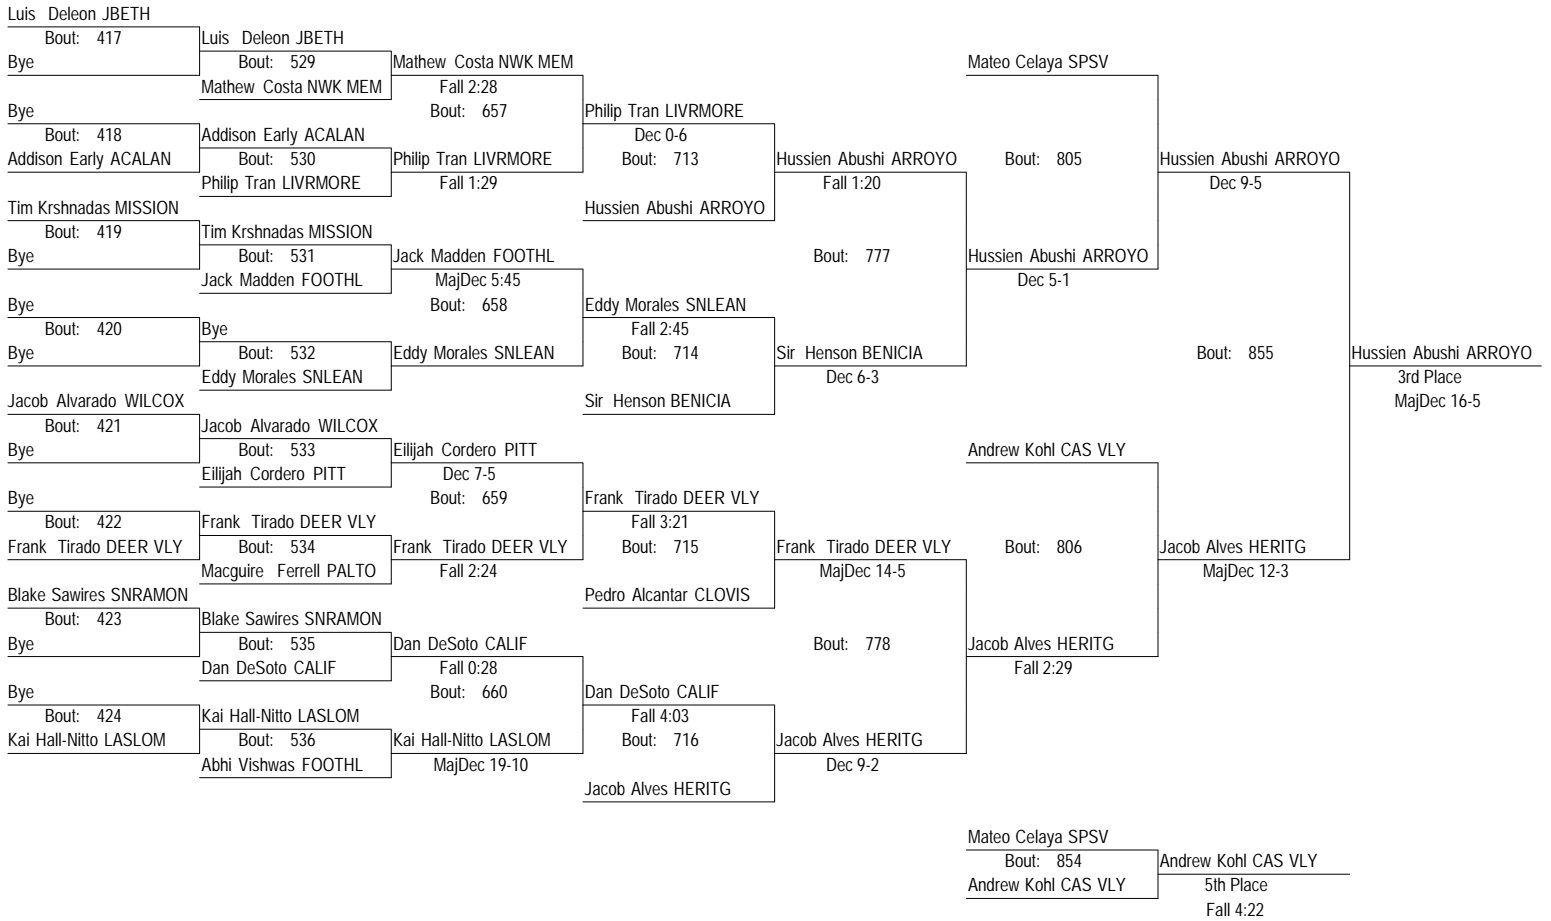 Luis Deleon JBETH
Bout: 417 Luis Deleon JBETH
Bye Bout: 529 Mathew Costa NWK MEM Mateo Celaya SPSV
Mathew Costa NWK MEM Fall 2:28
Bye Bout: 657 Philip Tran LIVRMORE
Bout: 418 Addison Early ACALAN Dec 0-6
Addison Early ACALAN Bout: 530 Philip Tran LIVRMORE Bout: 713 Hussien Abushi ARROYO Bout: 805 Hussien Abushi ARROYO
Philip Tran LIVRMORE Fall 1:29 Fall 1:20 Dec 9-5
Tim Krshnadas MISSION Hussien Abushi ARROYO
Bout: 419 Tim Krshnadas MISSION
Bye Bout: 531 Jack Madden FOOTHL Bout: 777 Hussien Abushi ARROYO
Jack Madden FOOTHL MajDec 5:45 Dec 5-1
Bye Bout: 658 Eddy Morales SNLEAN
Bout: 420 Bye Fall 2:45
Bye Bout: 532 Eddy Morales SNLEAN Bout: 714 Sir Henson BENICIA Bout: 855 Hussien Abushi ARROYO
Eddy Morales SNLEAN Dec 6-3 3rd Place
Jacob Alvarado WILCOX Sir Henson BENICIA MajDec 16-5
Bout: 421 Jacob Alvarado WILCOX
Bye Bout: 533 Eilijah Cordero PITT Andrew Kohl CAS VLY
Eilijah Cordero PITT Dec 7-5
Bye Bout: 659 Frank Tirado DEER VLY
Bout: 422 Frank Tirado DEER VLY Fall 3:21
Frank Tirado DEER VLY Bout: 534 Frank Tirado DEER VLY Bout: 715 Frank Tirado DEER VLY Bout: 806 Jacob Alves HERITG
Macguire Ferrell PALTO Fall 2:24 MajDec 14-5 MajDec 12-3
Blake Sawires SNRAMON Pedro Alcantar CLOVIS
Bout: 423 Blake Sawires SNRAMON
Bye Bout: 535 Dan DeSoto CALIF Bout: 778 Jacob Alves HERITG
Dan DeSoto CALIF Fall 0:28 Fall 2:29
Bye Bout: 660 Dan DeSoto CALIF
Bout: 424 Kai Hall-Nitto LASLOM Fall 4:03
Kai Hall-Nitto LASLOM Bout: 536 Kai Hall-Nitto LASLOM Bout: 716 Jacob Alves HERITG
Abhi Vishwas FOOTHL MajDec 19-10 Dec 9-2
Jacob Alves HERITG
Mateo Celaya SPSV
Bout: 854 Andrew Kohl CAS VLY
Andrew Kohl CAS VLY 5th Place
Fall 4:22